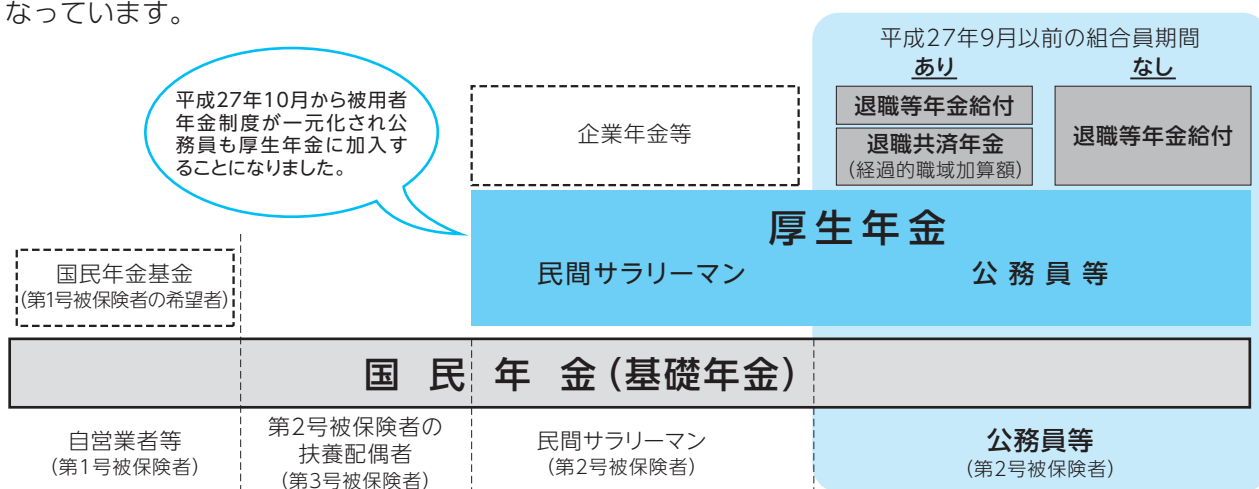 なっています。
平成27年10月から被用者
年金制度が一元化され公
務員も厚生年金に加入す
ることになりました。
平成27年9月以前の組合員期間
あり
なし
企業年金等
退職等年金給付
退職共済年金
(経過的職域加算額)
退職等年金給付
厚生年金
民間サラリーマン
公務員等
国民年金基金
(第1号被保険者の希望者)
国民年金(基礎年金)
自営業者等
(第1号被保険者)
第2号被保険者の
扶養配偶者
(第3号被保険者)
民間サラリーマン
(第2号被保険者)
公務員等
(第2号被保険者)